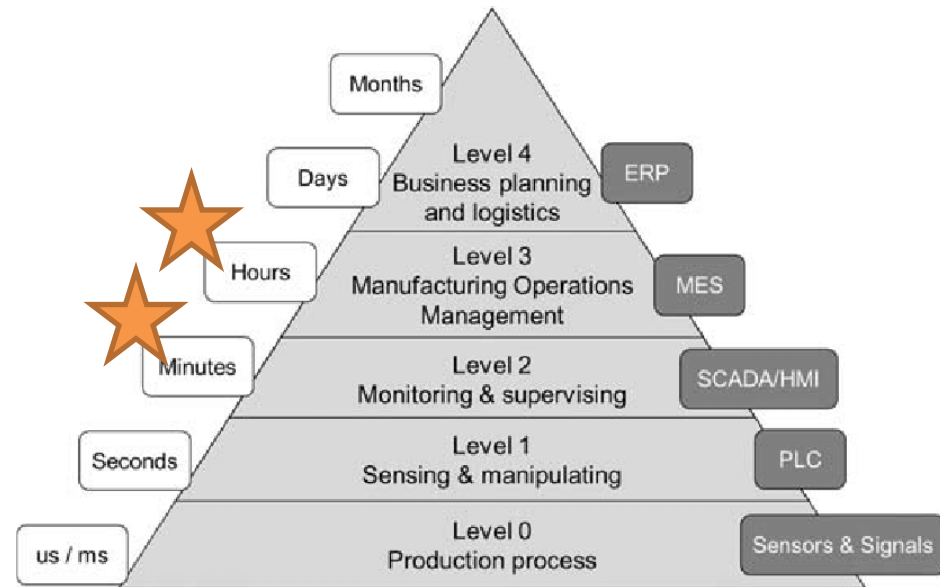 Months
Days
Level 4
Business planning
and logistics
ERP
Hours
Level 3
Manufacturing Operations
Management
MES
Minutes
Level 2
Monitoring & supervising
SCADA/HMI
Seconds
Level 1
Sensing & manipulating
PLC
us / ms
Level 0
Production process
Sensors & Signals